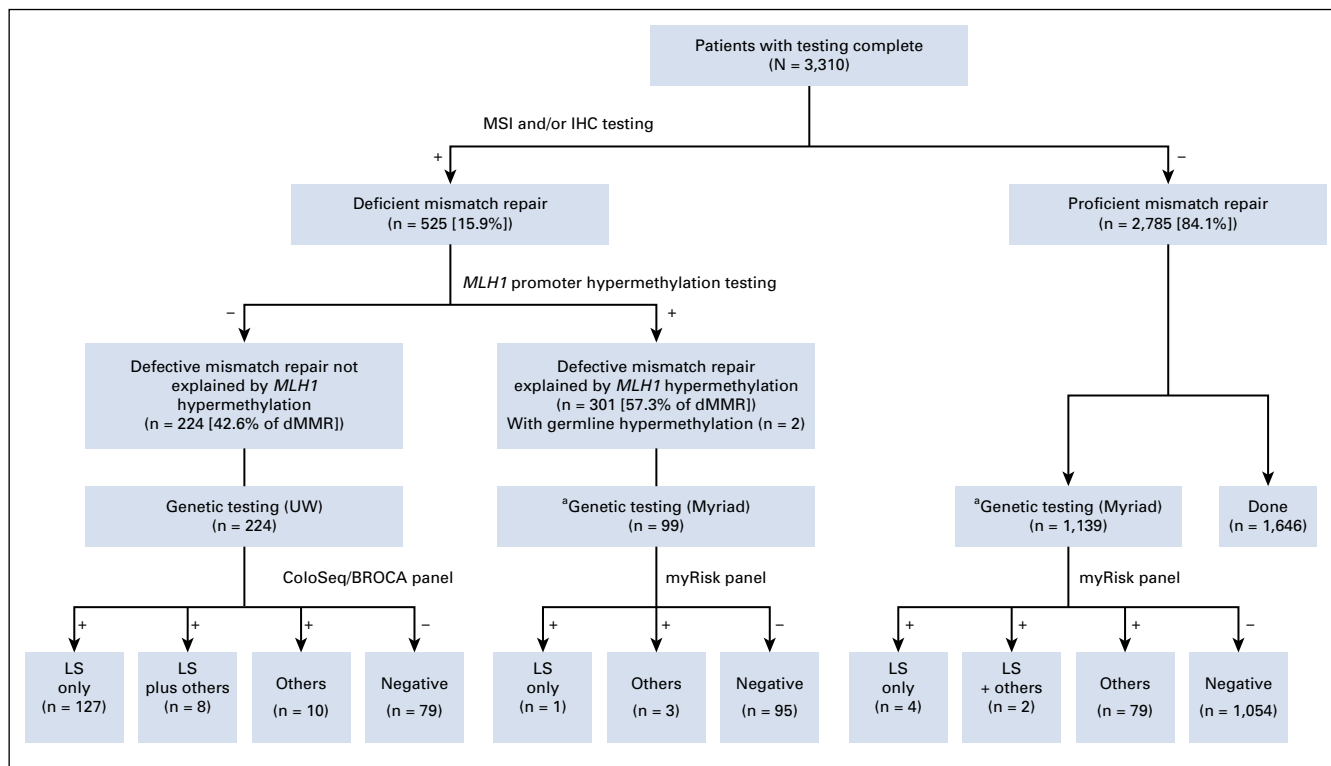 Patients with testing complete
(N = 3,310)
MSI and/or IHC testing
+
–
Deficient mismatch repair
(n = 525 [15.9%])
Proficient mismatch repair
(n = 2,785 [84.1%])
MLH1 promoter hypermethylation testing
–
+
Defective mismatch repair not
explained by MLH1
hypermethylation
(n = 224 [42.6% of dMMR])
Defective mismatch repair
explained by MLH1 hypermethylation
(n = 301 [57.3% of dMMR])
With germline hypermethylation (n = 2)
Genetic testing (UW)
(n = 224)
aGenetic testing (Myriad)
(n = 99)
aGenetic testing (Myriad)
(n = 1,139)
Done
(n = 1,646)
ColoSeq/BROCA panel
myRisk panel
myRisk panel
+
+
+
–
+
+
–
+
+
+
–
LS
only
(n = 127)
LS
plus others
(n = 8)
Others
(n = 10)
Negative
(n = 79)
LS
only
(n = 1)
Others
(n = 3)
Negative
(n = 95)
LS
only
(n = 4)
LS
+ others
(n = 2)
Others
(n = 79)
Negative
(n = 1,054)